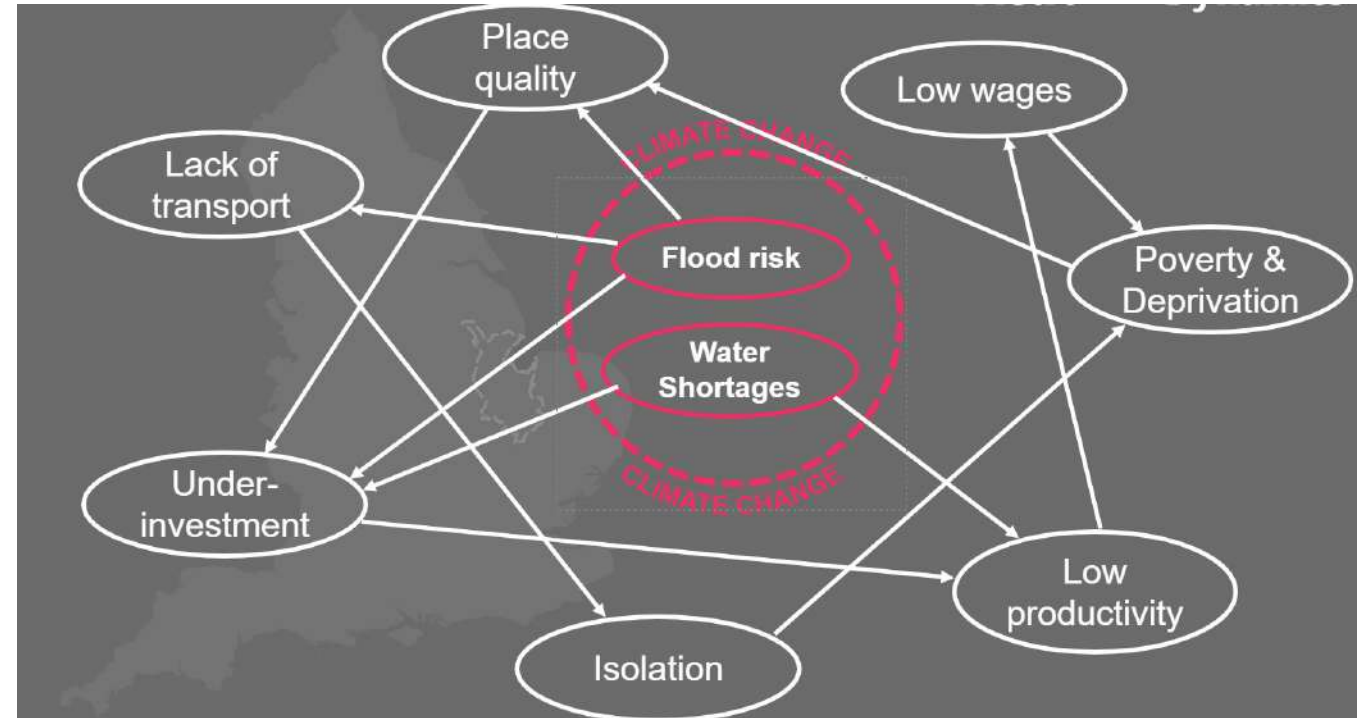 Place
quality
Low wages
CLIMATE CHANGE
Lack of
transport
Flood risk
Poverty &
Deprivation
Water
Shortages
CLIMATE CHANGE
Under-
investment
Low
productivity
Isolation